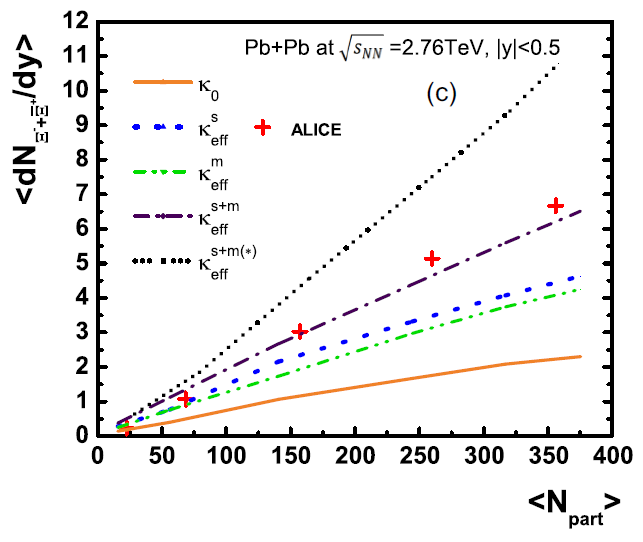 Pb+Pb at √s_NN =2.76TeV, |y|<0.5
(c)
κ_0
κ_eff^s
κ_eff^m
κ_eff^s+m
κ_eff^s+m(*)
ALICE
<dN_Ξ⁻+Ξ⁺/dy>
12
11
10
9
8
7
6
5
4
3
2
1
0
0 50 100 150 200 250 300 350 400
<N_part>